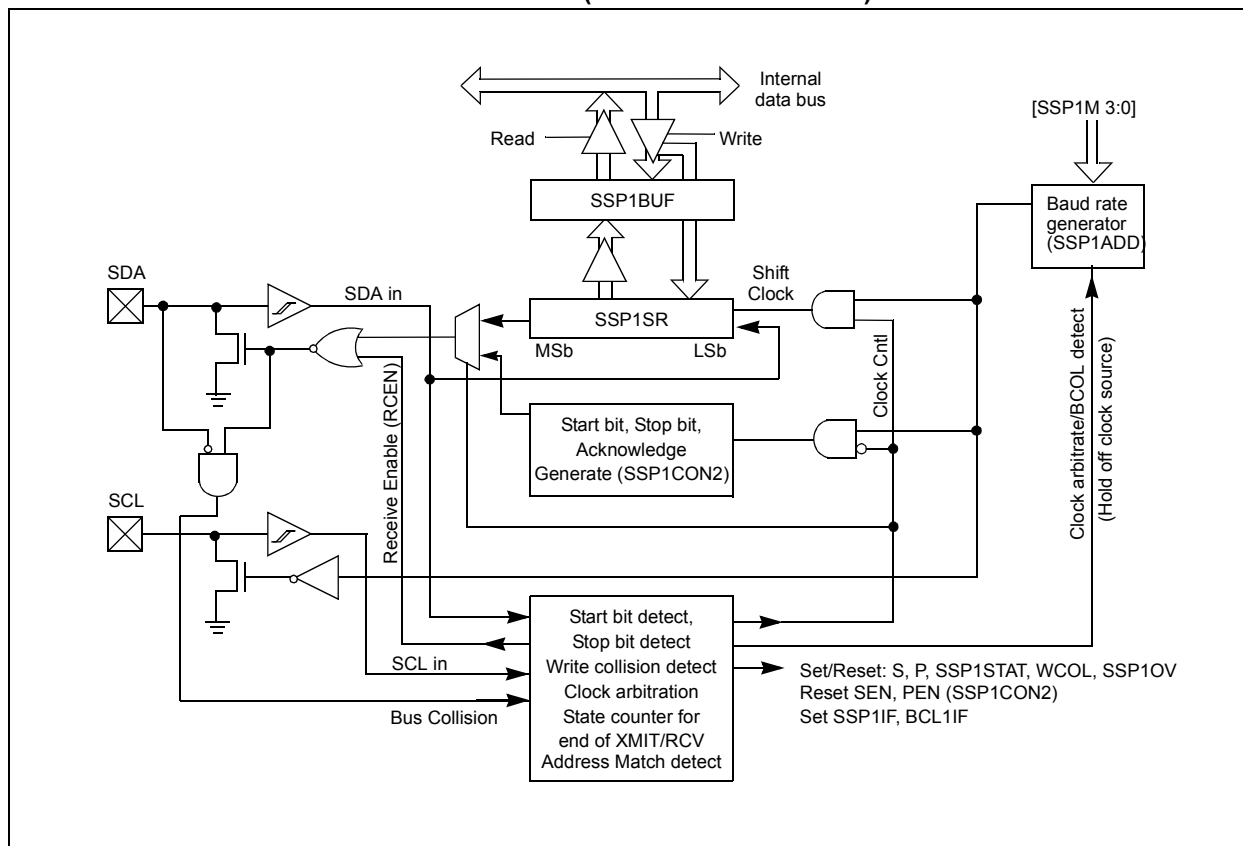 Internal
data bus
[SSP1M 3:0]
Read
Write
SSP1BUF
Baud rate
generator
(SSP1ADD)
SDA
SDA in
Shift
Clock
SSP1SR
MSb
LSb
Receive Enable (RCEN)
Clock Cntl
Clock arbitrate/BCOL detect
(Hold off clock source)
Start bit, Stop bit,
Acknowledge
Generate (SSP1CON2)
SCL
SCL in
Bus Collision
Start bit detect,
Stop bit detect
Write collision detect
Clock arbitration
State counter for
end of XMIT/RCV
Address Match detect
Set/Reset: S, P, SSP1STAT, WCOL, SSP1OV
Reset SEN, PEN (SSP1CON2)
Set SSP1IF, BCL1IF